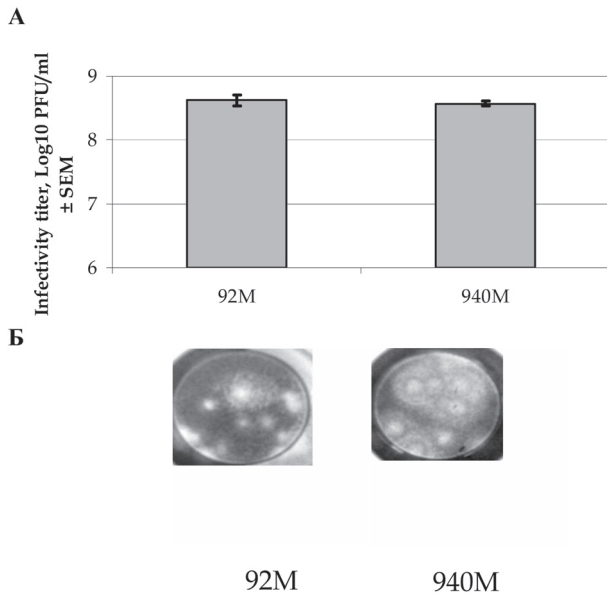 А
Infectivity titer, Log10 PFU/ml
± SEM
9
8
7
6
92M
940M
Б
92M
940M